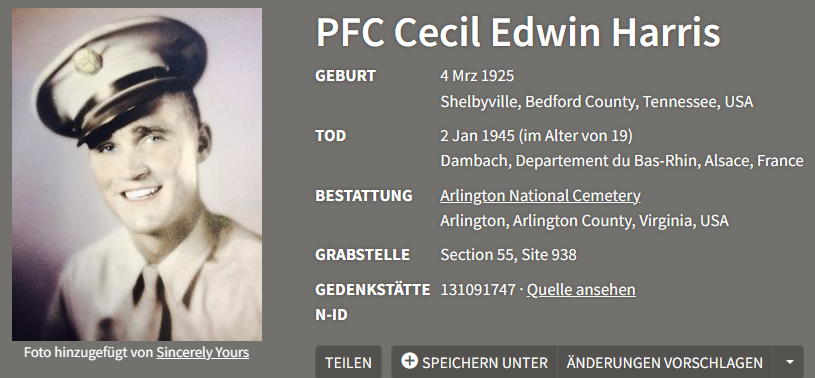 PFC Cecil Edwin Harris
GEBURT 4 Mrz 1925
Shelbyville, Bedford County, Tennessee, USA
TOD 2 Jan 1945 (im Alter von 19)
Dambach, Departement du Bas-Rhin, Alsace, France
BESTATTUNG Arlington National Cemetery
Arlington, Arlington County, Virginia, USA
GRABSTELLE Section 55, Site 938
GEDENKSTÄTTE 131091747 · Quelle ansehen
N-ID
Foto hinzugefügt von Sincerely Yours
TEILEN SPEICHERN UNTER ÄNDERUNGEN VORSCHLAGEN